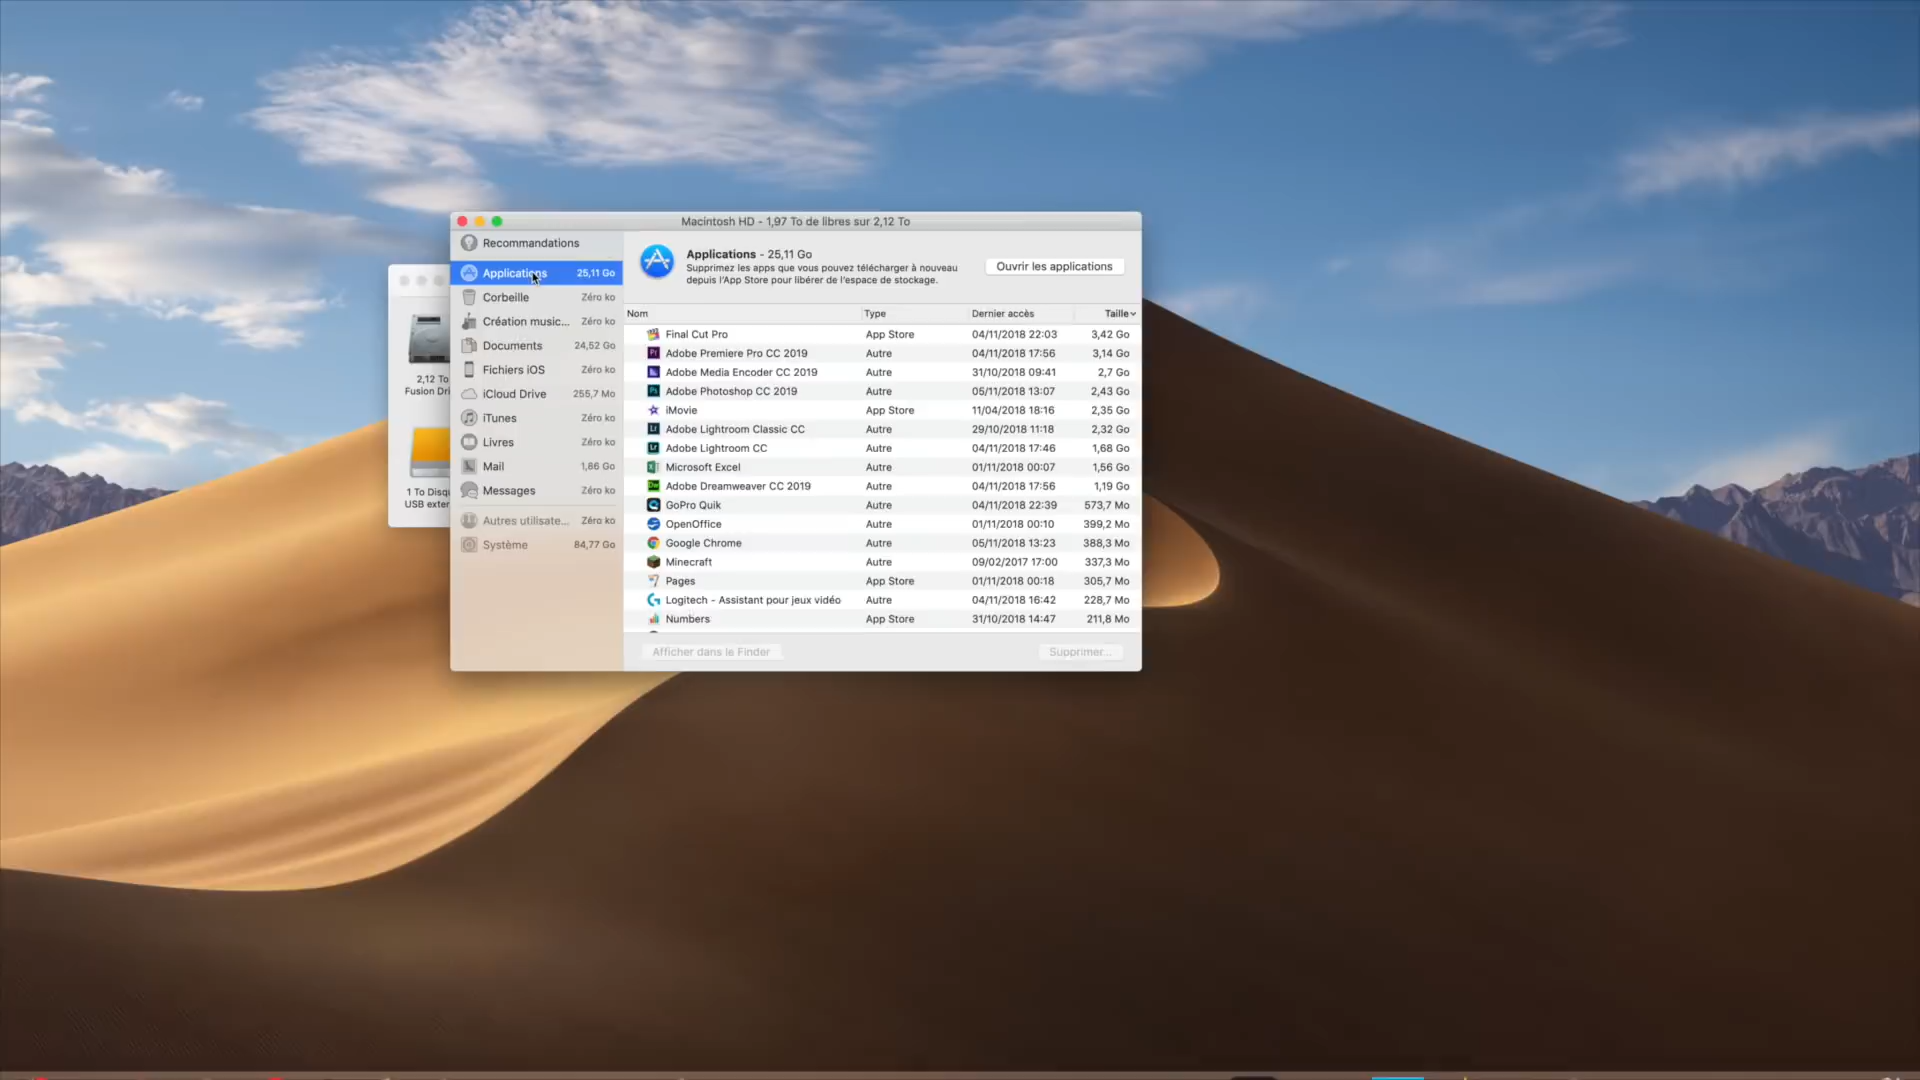 Macintosh HD - 1,97 To de libres sur 2,12 To
2,12 To
Fusion
1 To
USB
Recommandations
Applications 25,11 Go
Corbeille Zéro ko
Création music... Zéro ko
Documents 24,52 Go
Fichiers iOS Zéro ko
iCloud Drive 255,7 Mo
iTunes Zéro ko
Livres Zéro ko
Mail 1,86 Go
Messages Zéro ko
Autres utilisate... Zéro ko
Système 84,77 Go
Applications - 25,11 Go
Supprimez les apps que vous pouvez télécharger à nouveau
depuis l'App Store pour libérer de l'espace de stockage.
Ouvrir les applications
Nom Type Dernier accès Taille
Final Cut Pro App Store 04/11/2018 22:03 3,42 Go
Adobe Premiere Pro CC 2019 Autre 04/11/2018 17:56 3,14 Go
Adobe Media Encoder CC 2019 Autre 31/10/2018 09:41 2,7 Go
Adobe Photoshop CC 2019 Autre 05/11/2018 13:07 2,43 Go
iMovie App Store 11/04/2018 18:16 2,35 Go
Adobe Lightroom Classic CC Autre 29/10/2018 11:18 2,32 Go
Adobe Lightroom CC Autre 04/11/2018 17:46 1,68 Go
Microsoft Excel Autre 01/11/2018 00:07 1,56 Go
Adobe Dreamweaver CC 2019 Autre 04/11/2018 17:56 1,19 Go
GoPro Quik Autre 04/11/2018 22:39 573,7 Mo
OpenOffice Autre 01/11/2018 00:10 399,2 Mo
Google Chrome Autre 05/11/2018 13:23 388,3 Mo
Minecraft Autre 09/02/2017 17:00 337,3 Mo
Pages App Store 01/11/2018 00:18 305,7 Mo
Logitech - Assistant pour jeux vidéo Autre 04/11/2018 16:42 228,7 Mo
Numbers App Store 31/10/2018 14:47 211,8 Mo
Afficher dans le Finder
Supprimer...